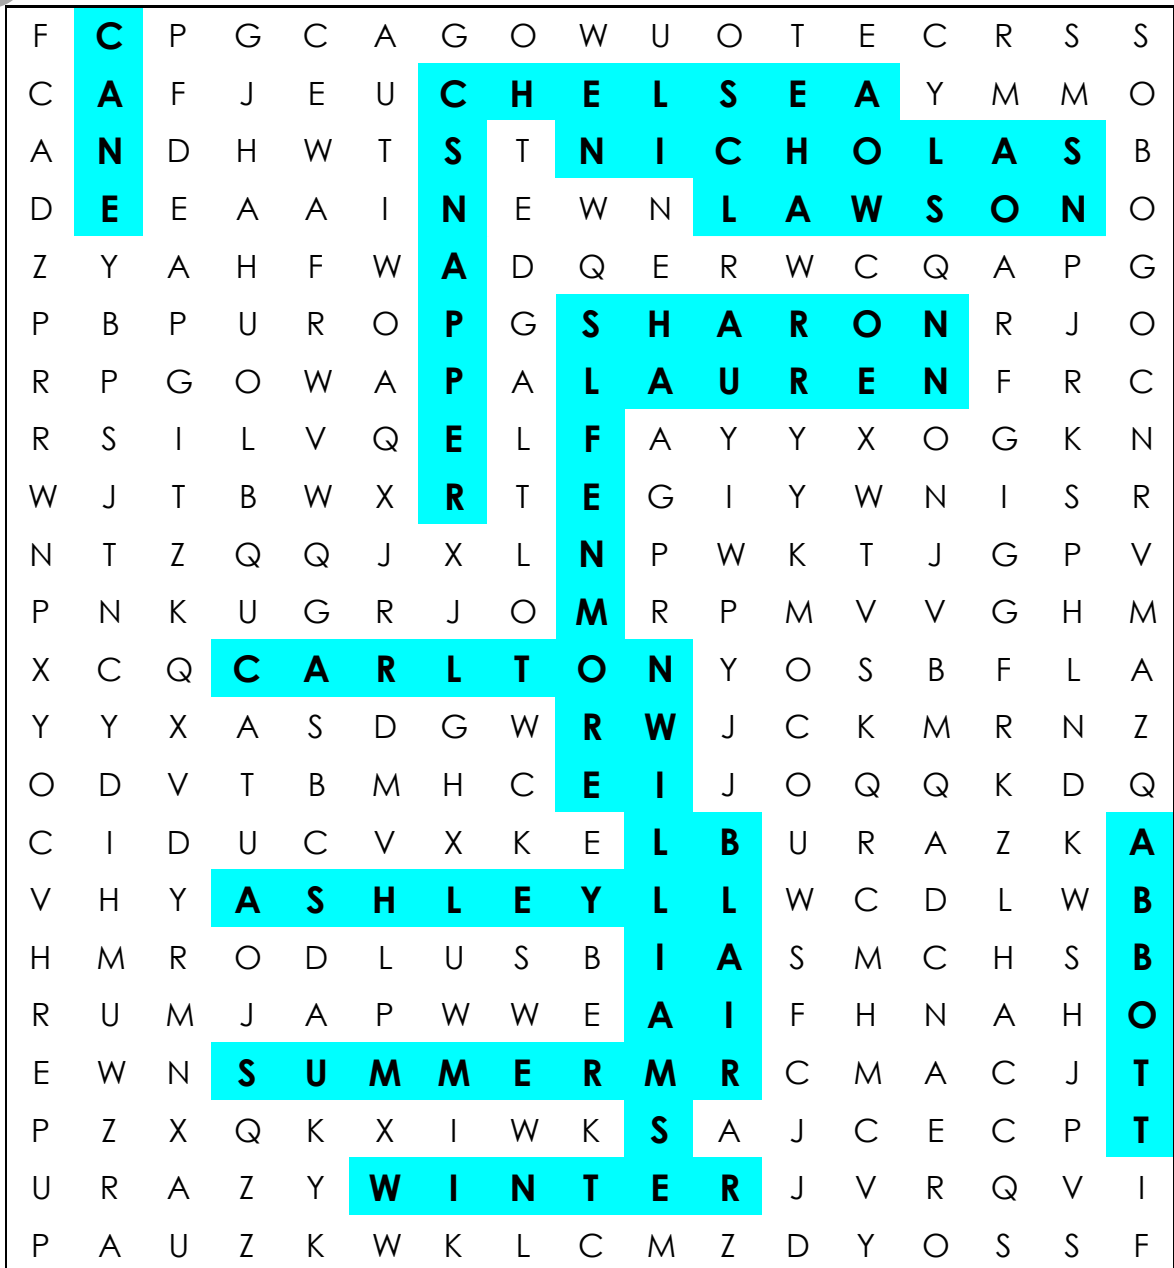 F C P G C A G O W U O T E C R S S
C A F J E U C H E L S E A Y M M O
A N D H W T S T N I C H O L A S B
D E E A A I N E W N L A W S O N O
Z Y A H F W A D Q E R W C Q A P G
P B P U R O P G S H A R O N R J O
R P G O W A P A L A U R E N F R C
R S I L V Q E L F A Y Y X O G K N
W J T B W X R T E G I Y W N I S R
N T Z Q Q J X L N P W K T J G P V
P N K U G R J O M R P M V V G H M
X C Q C A R L T O N Y O S B F L A
Y Y X A S D G W R W J C K M R N Z
O D V T B M H C E I J O Q Q K D Q
C I D U C V X K E L B U R A Z K A
V H Y A S H L E Y L L W C D L W B
H M R O D L U S B I A S M C H S B
R U M J A P W W E A I F H N A H O
E W N S U M M E R M R C M A C J T
P Z X Q K X I W K S A J C E C P T
U R A Z Y W I N T E R J V R Q V I
P A U Z K W K L C M Z D Y O S S F